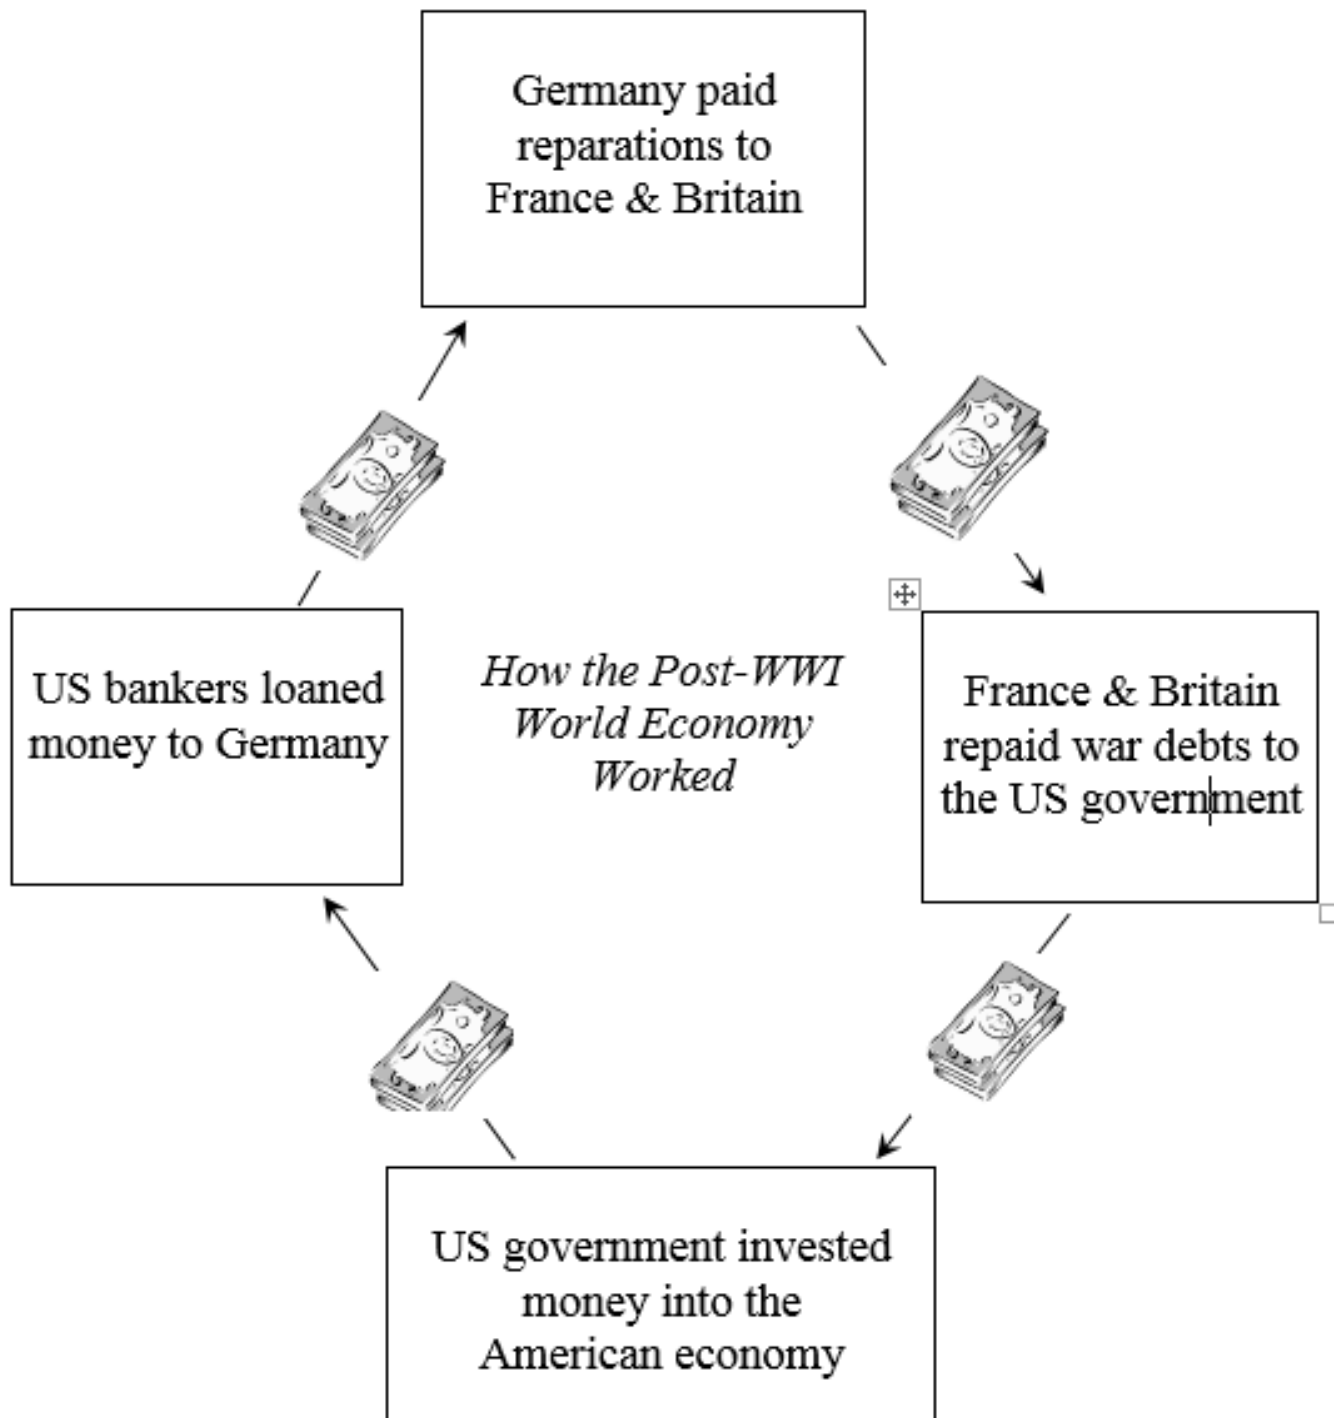 Germany paid
reparations to
France & Britain
US bankers loaned
money to Germany
How the Post-WWI
World Economy
Worked
France & Britain
repaid war debts to
the US government
US government invested
money into the
American economy